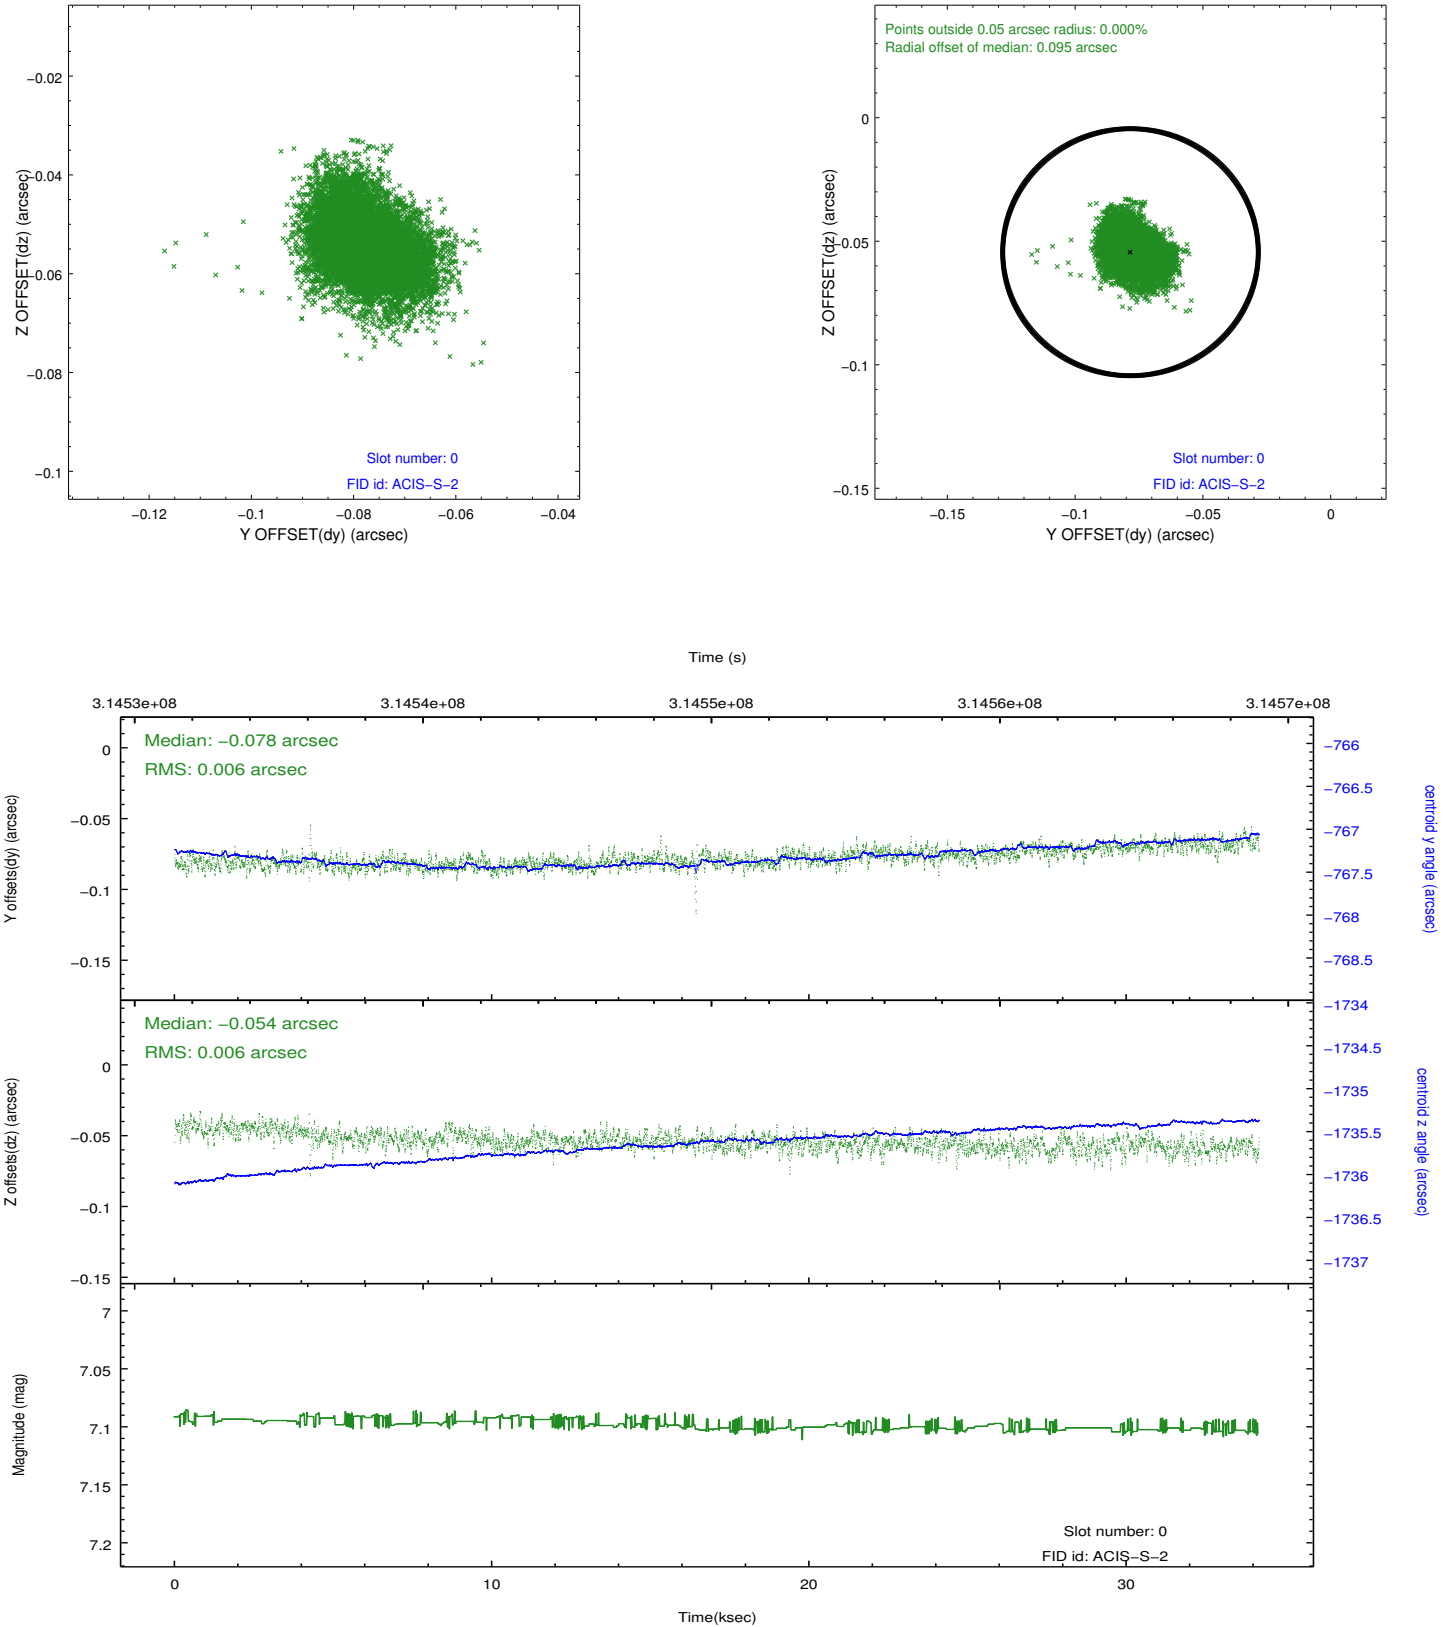 −0.02
−0.04
−0.06
−0.08
−0.1
Z OFFSET(dz) (arcsec)
Slot number: 0
FID id: ACIS−S−2
−0.12
−0.1
−0.08
−0.06
−0.04
Y OFFSET(dy) (arcsec)
Points outside 0.05 arcsec radius: 0.000%
Radial offset of median: 0.095 arcsec
0
−0.05
−0.1
−0.15
Z OFFSET(dz) (arcsec)
Slot number: 0
FID id: ACIS−S−2
−0.15
−0.1
−0.05
0
Y OFFSET(dy) (arcsec)
Time (s)
3.1453e+08
3.1454e+08
3.1455e+08
3.1456e+08
3.1457e+08
Median: −0.078 arcsec
RMS: 0.006 arcsec
0
−0.05
−0.1
−0.15
Y offsets(dy) (arcsec)
−766
−766.5
−767
−767.5
−768
−768.5
centroid y angle (arcsec)
Median: −0.054 arcsec
RMS: 0.006 arcsec
0
−0.05
−0.1
−0.15
Z offsets(dz) (arcsec)
−1734
−1734.5
−1735
−1735.5
−1736
−1736.5
−1737
centroid z angle (arcsec)
7
7.05
7.1
7.15
7.2
Magnitude (mag)
Slot number: 0
FID id: ACIS−S−2
0
10
20
30
Time(ksec)